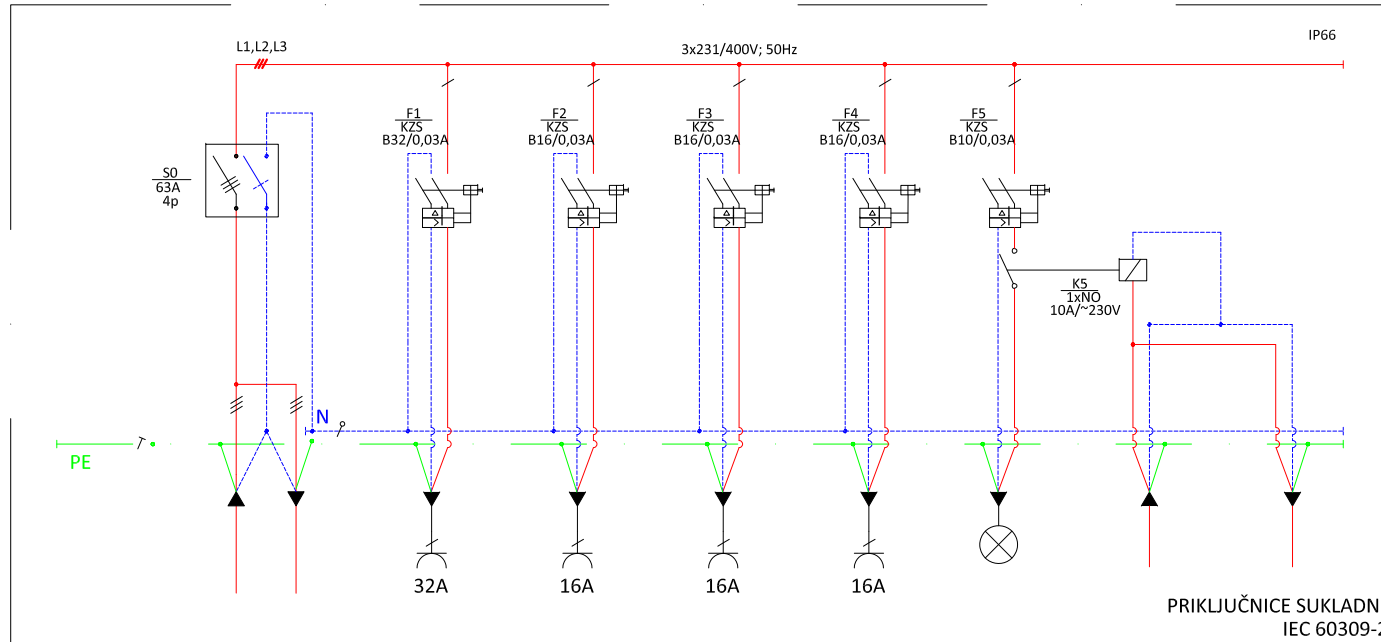 IP66
L1,L2,L3
3x231/400V; 50Hz
F1
KZS
B32/0,03A
F2
KZS
B16/0,03A
F3
KZS
B16/0,03A
F4
KZS
B16/0,03A
F5
KZS
B10/0,03A
S0
63A
4p
K5
1xNO
10A/~230V
N
PE
32A
16A
16A
16A
PRIKLJUČNICE SUKLADN
IEC 60309-2